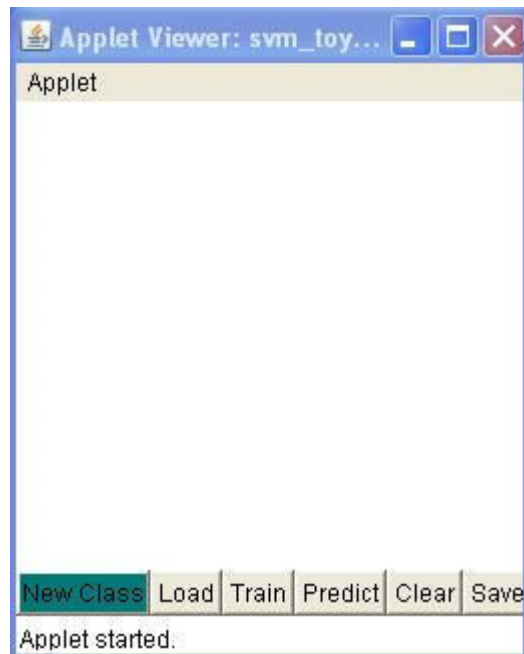 Applet Viewer: svm_toy...
Applet
New Class Load Train Predict Clear Save
Applet started.